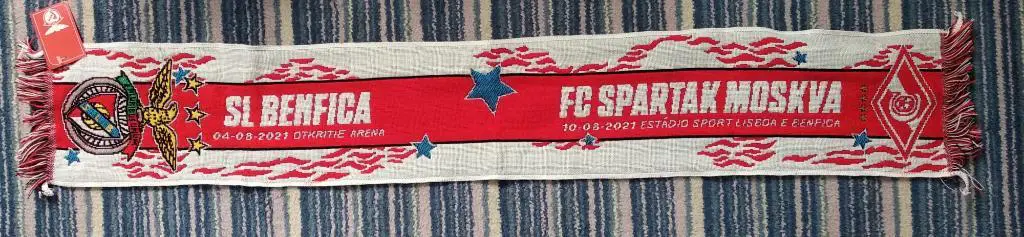 SL BENFICA
04-08-2021 OTKRITIE ARENA
FC SPARTAK MOSKVA
10-08-2021 ESTÁDIO SPORT LISBOA E BENFICA